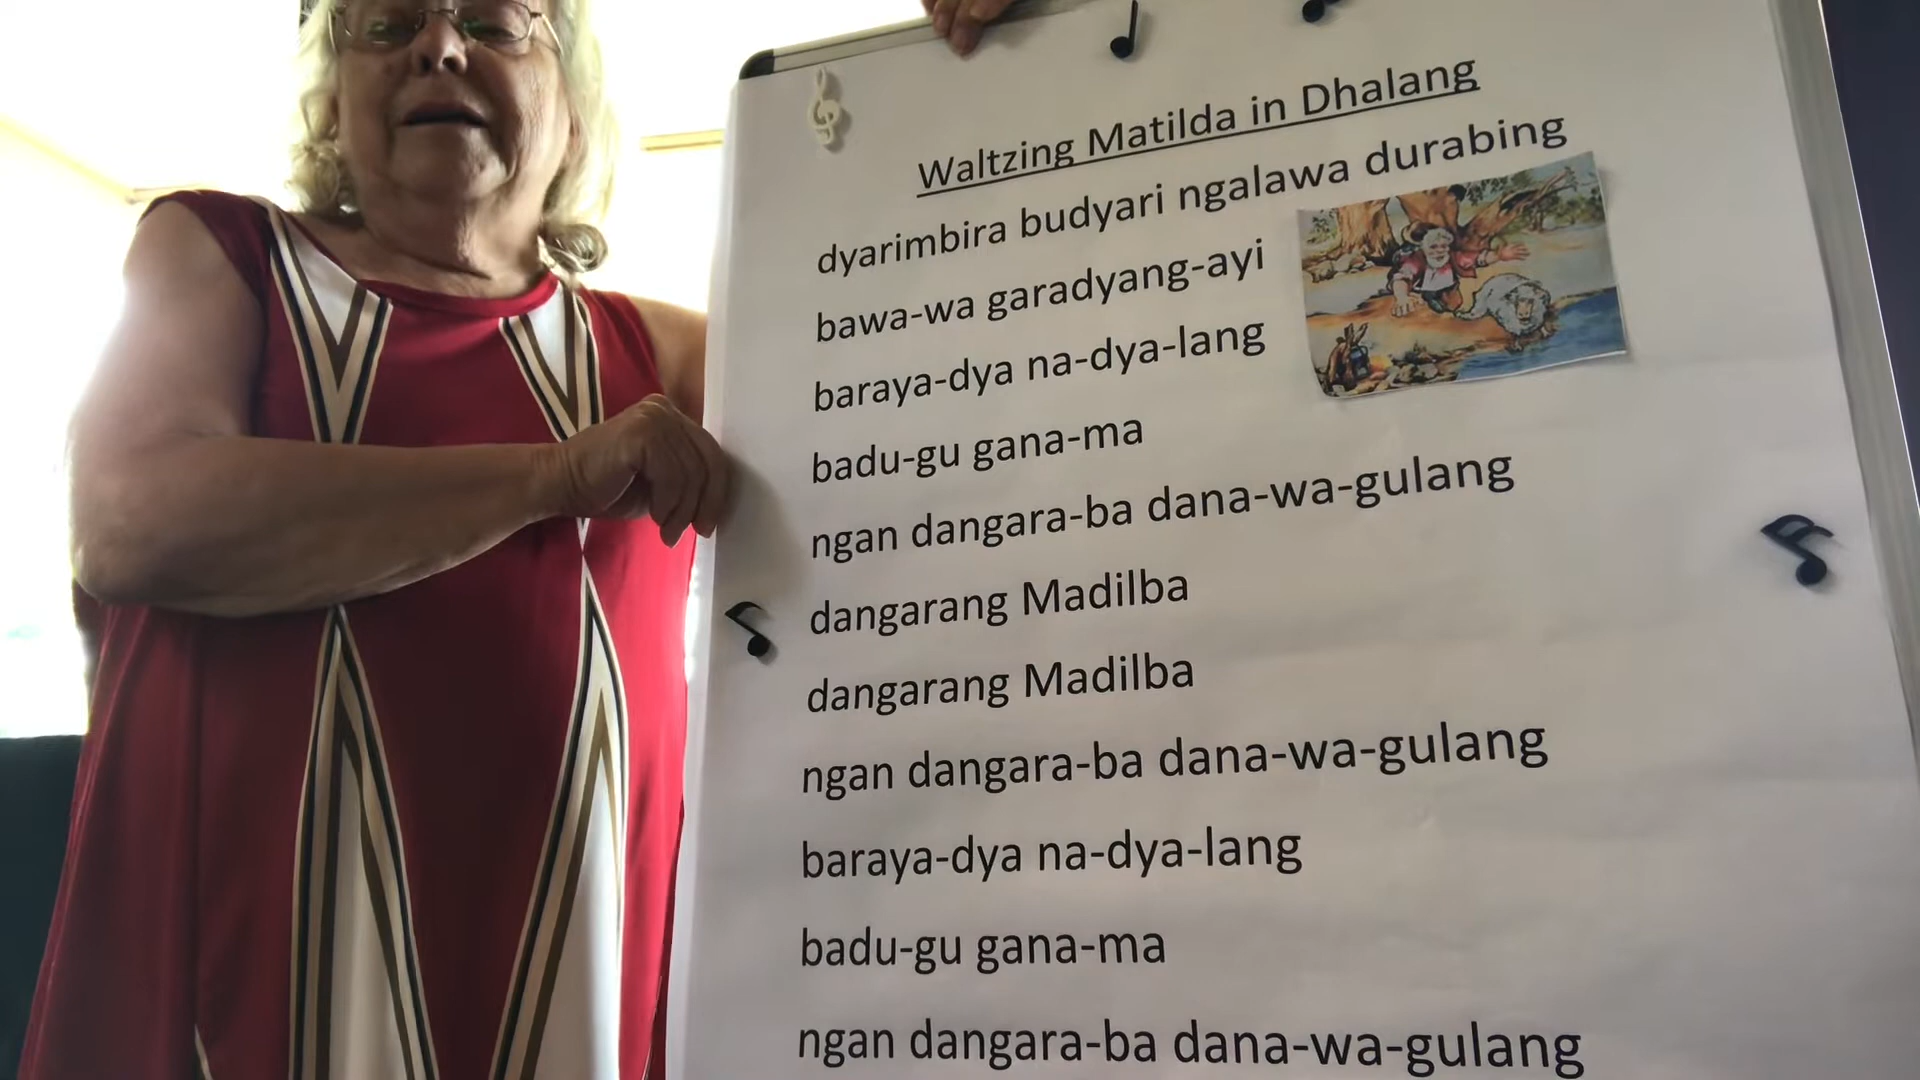 Waltzing Matilda in Dhalang
dyarimbira budyari ngalawa durabing
bawa-wa garadyang-ayi
baraya-dya na-dya-lang
badu-gu gana-ma
ngan dangara-ba dana-wa-gulang
dangarang Madilba
dangarang Madilba
ngan dangara-ba dana-wa-gulang
baraya-dya na-dya-lang
badu-gu gana-ma
ngan dangara-ba dana-wa-gulang